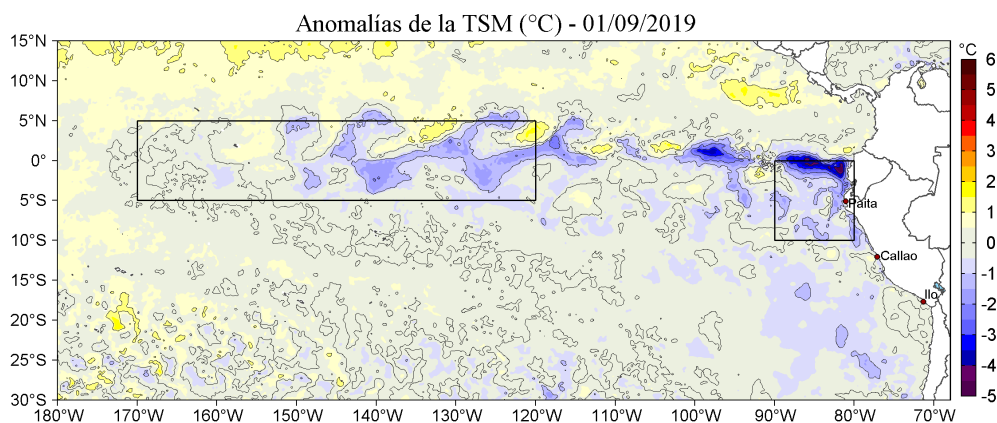 Anomalías de la TSM (°C) - 01/09/2019
15°N
10°N
5°N
0°
5°S
10°S
15°S
20°S
25°S
30°S
180°W
170°W
160°W
150°W
140°W
130°W
120°W
110°W
100°W
90°W
80°W
70°W
Paita
Callao
Ilo
°C
6
5
4
3
2
1
0
-1
-2
-3
-4
-5